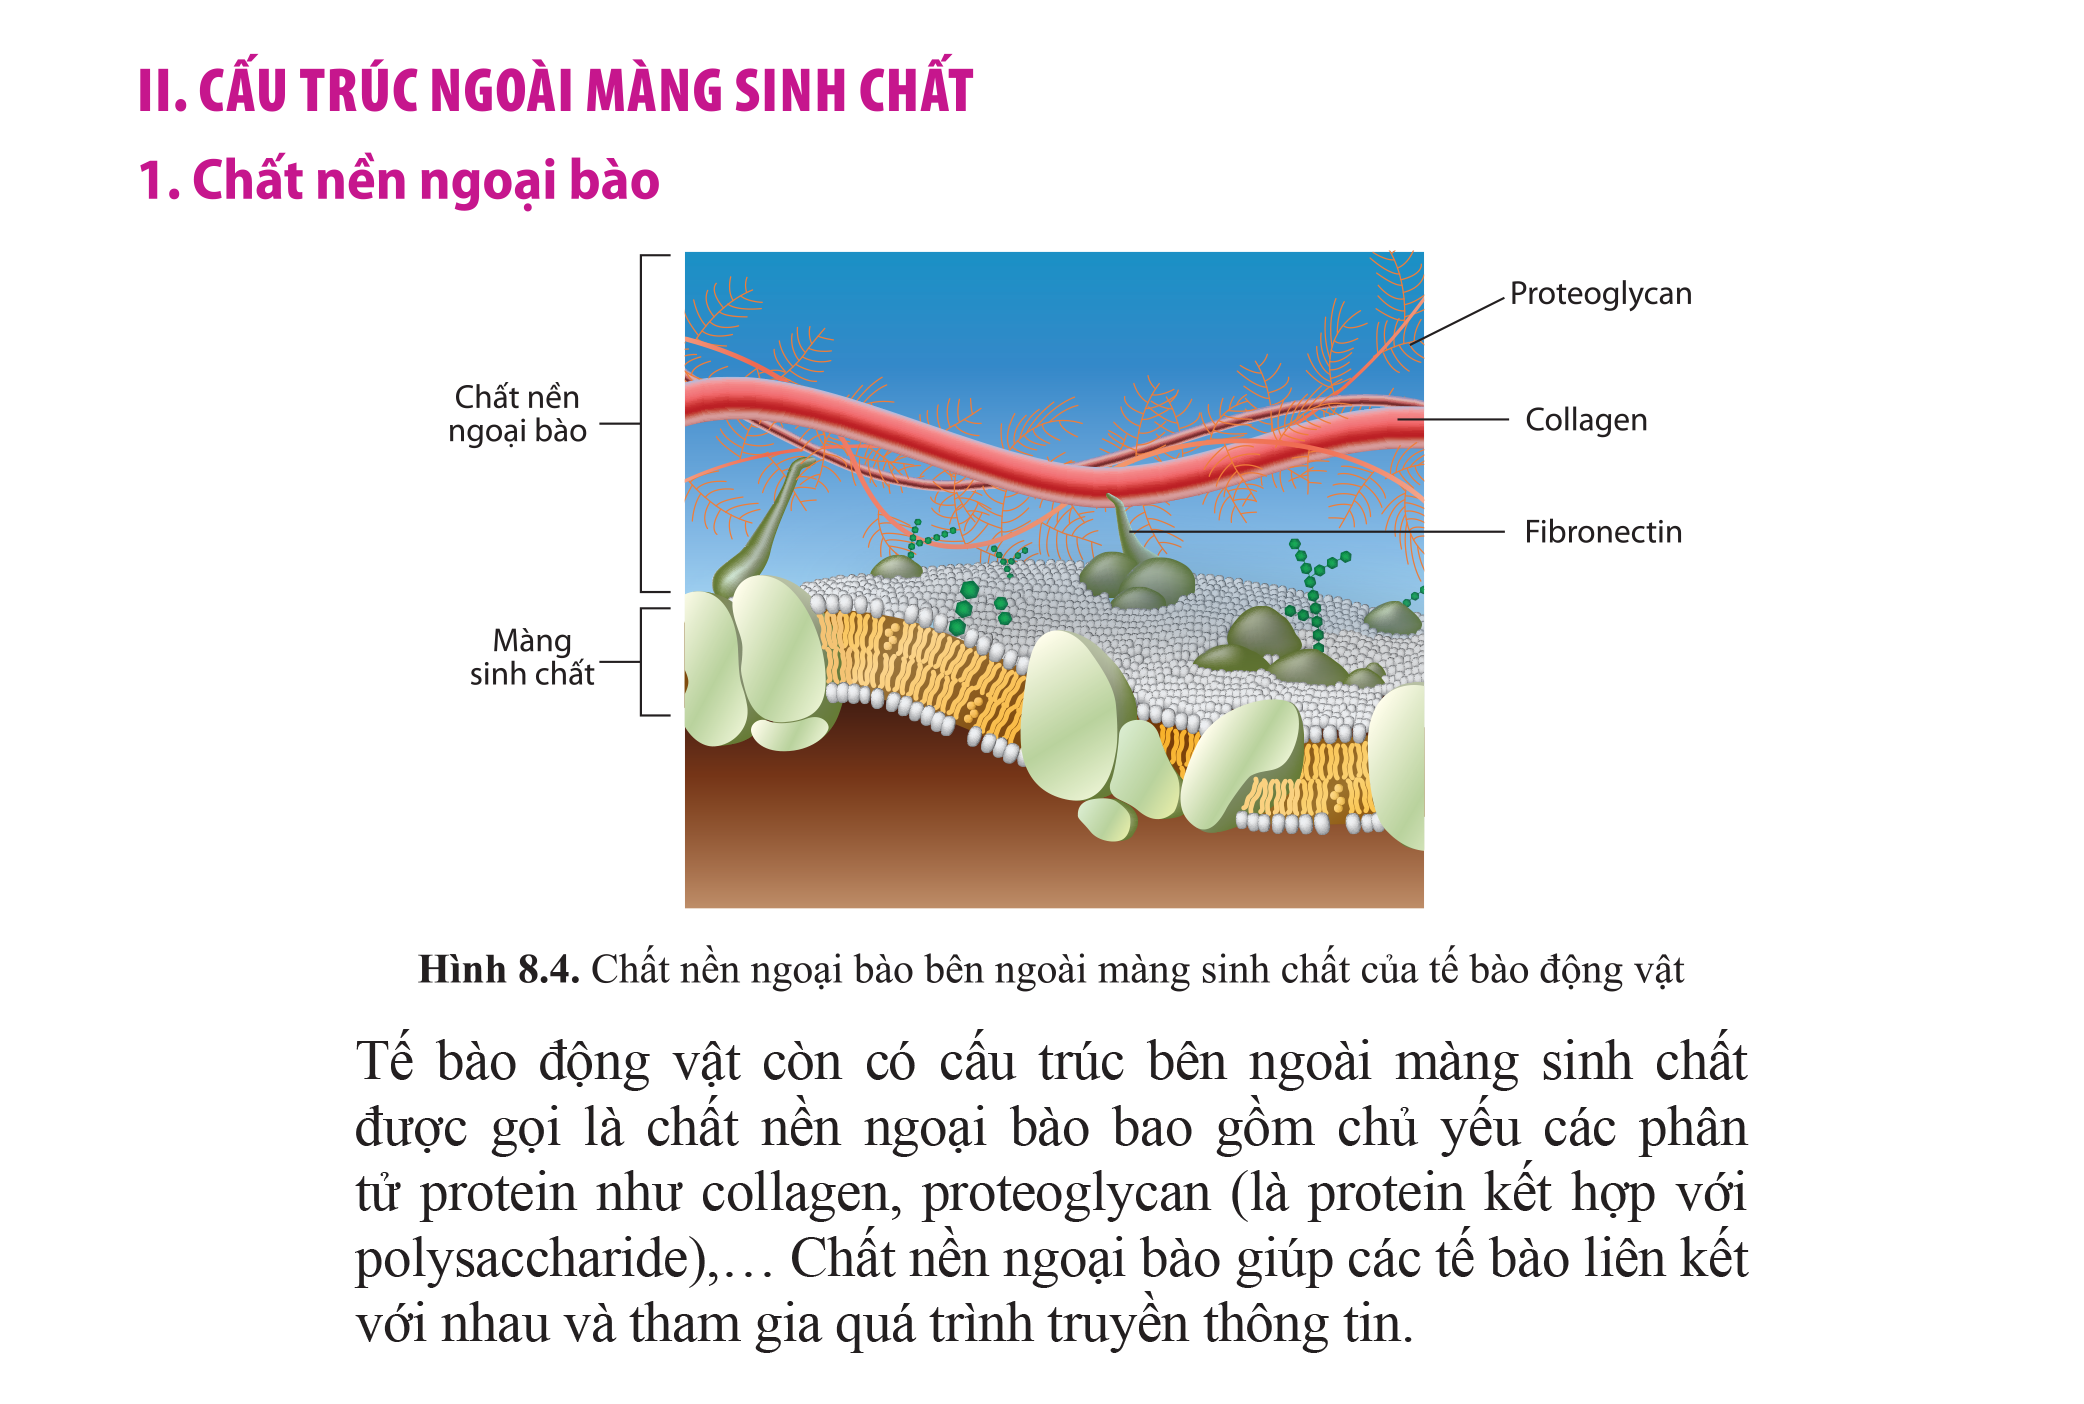 II. CẤU TRÚC NGOÀI MÀNG SINH CHẤT
1. Chất nền ngoại bào
Proteoglycan
Chất nền
ngoại bào
Collagen
Fibronectin
Màng
sinh chất
Hình 8.4. Chất nền ngoại bào bên ngoài màng sinh chất của tế bào động vật
Tế bào động vật còn có cấu trúc bên ngoài màng sinh chất
được gọi là chất nền ngoại bào bao gồm chủ yếu các phân
tử protein như collagen, proteoglycan (là protein kết hợp với
polysaccharide),… Chất nền ngoại bào giúp các tế bào liên kết
với nhau và tham gia quá trình truyền thông tin.